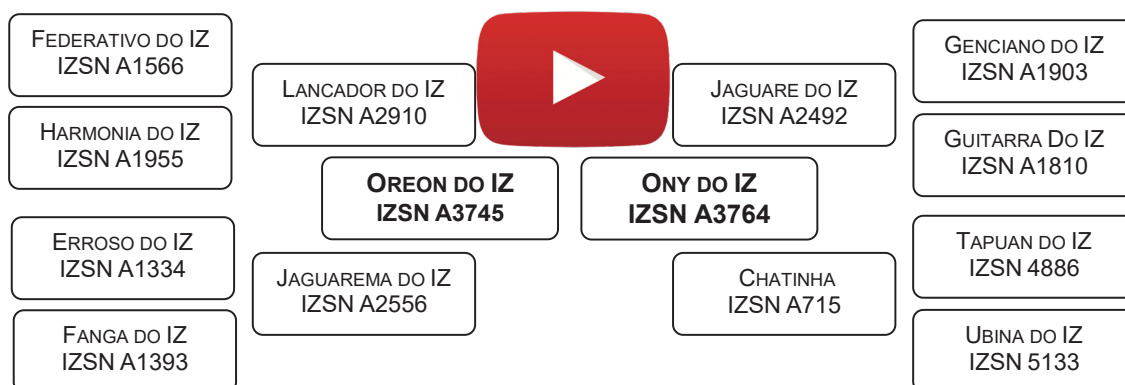 FEDERATIVO DO IZ
IZSN A1566
HARMONIA DO IZ
IZSN A1955
ERROSO DO IZ
IZSN A1334
FANGA DO IZ
IZSN A1393
LANCADOR DO IZ
IZSN A2910
JAGUAREMA DO IZ
IZSN A2556
OREON DO IZ
IZSN A3745
ONY DO IZ
IZSN A3764
JAGUARE DO IZ
IZSN A2492
CHATINHA
IZSN A715
GENCIANO DO IZ
IZSN A1903
GUITARRA DO IZ
IZSN A1810
TAPUAN DO IZ
IZSN 4886
UBINA DO IZ
IZSN 5133